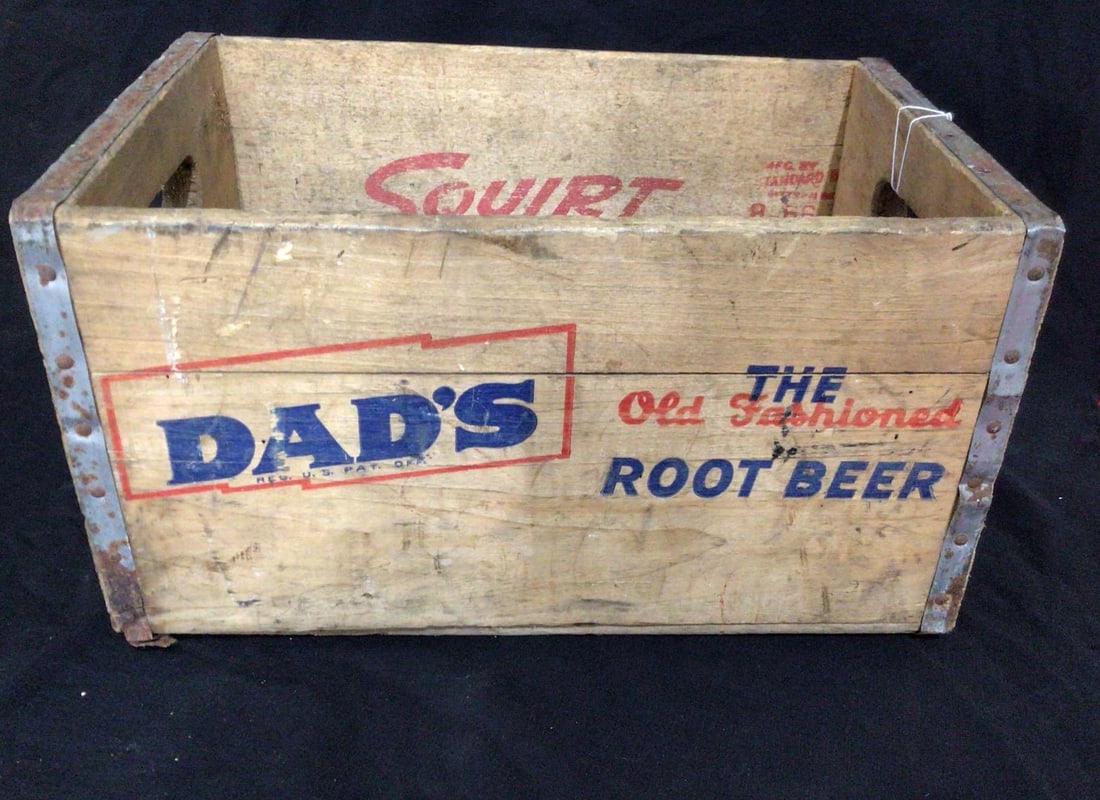 SQUIRT
MFG. BY
STANDARD
DAD'S
REG. U.S. PAT. OFF.
THE
Old Fashioned
ROOT BEER